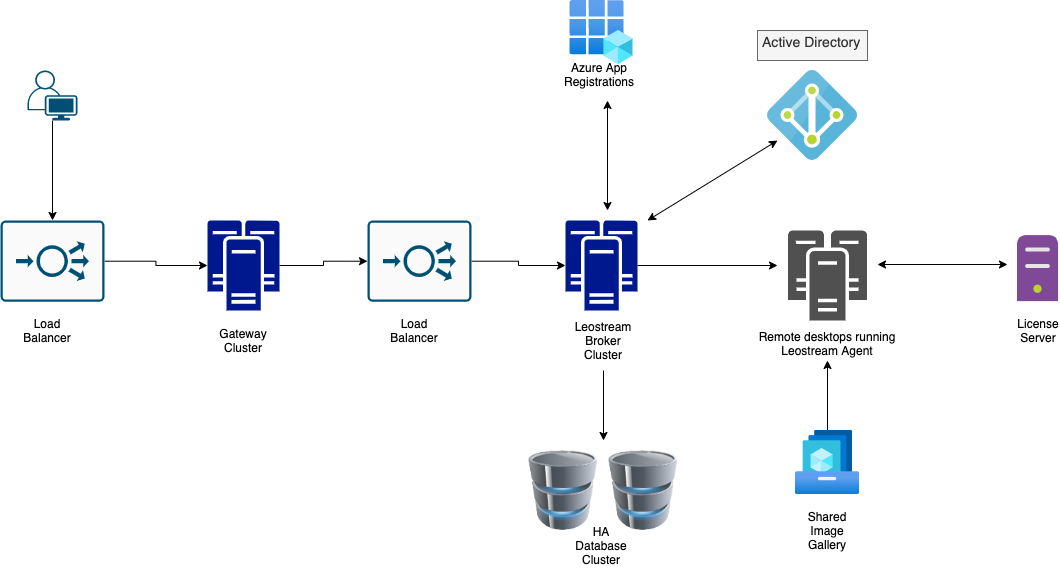 Azure App
Registrations
Active Directory
Load
Balancer
Gateway
Cluster
Load
Balancer
Leostream
Broker
Cluster
Remote desktops running
Leostream Agent
License
Server
HA
Database
Cluster
Shared
Image
Gallery